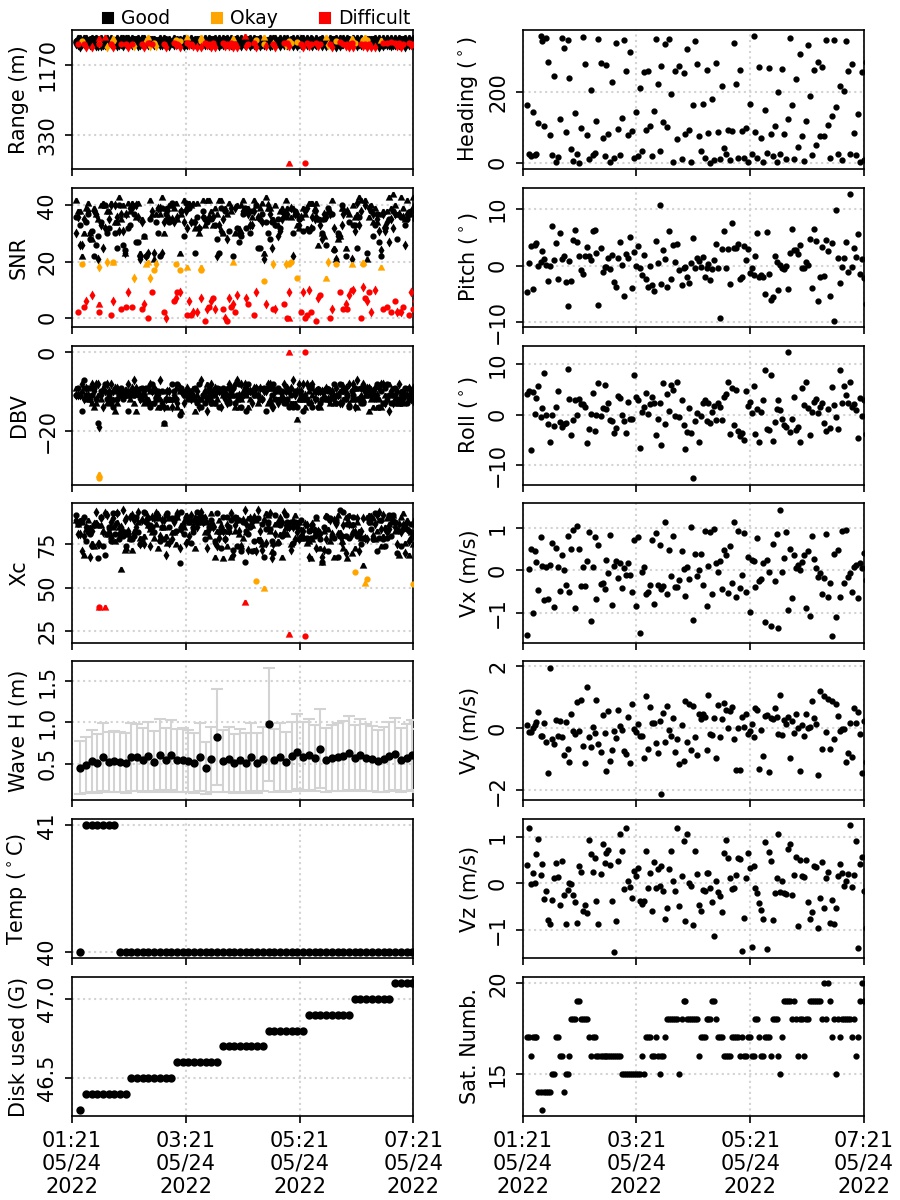 Good Okay Difficult
Range (m)
1170
330
Heading (°)
200
0
SNR
40
20
0
Pitch (°)
10
0
−10
DBV
0
−20
Roll (°)
10
0
−10
Xc
75
50
25
Vx (m/s)
1
0
−1
Wave H (m)
1.5
1.0
0.5
Vy (m/s)
2
0
−2
Temp (°C)
41
40
Vz (m/s)
1
0
−1
Disk used (G)
47.0
46.5
Sat. Numb.
20
15
01:21 03:21 05:21 07:21
05/24 05/24 05/24 05/24
2022 2022 2022 2022
01:21 03:21 05:21 07:21
05/24 05/24 05/24 05/24
2022 2022 2022 2022